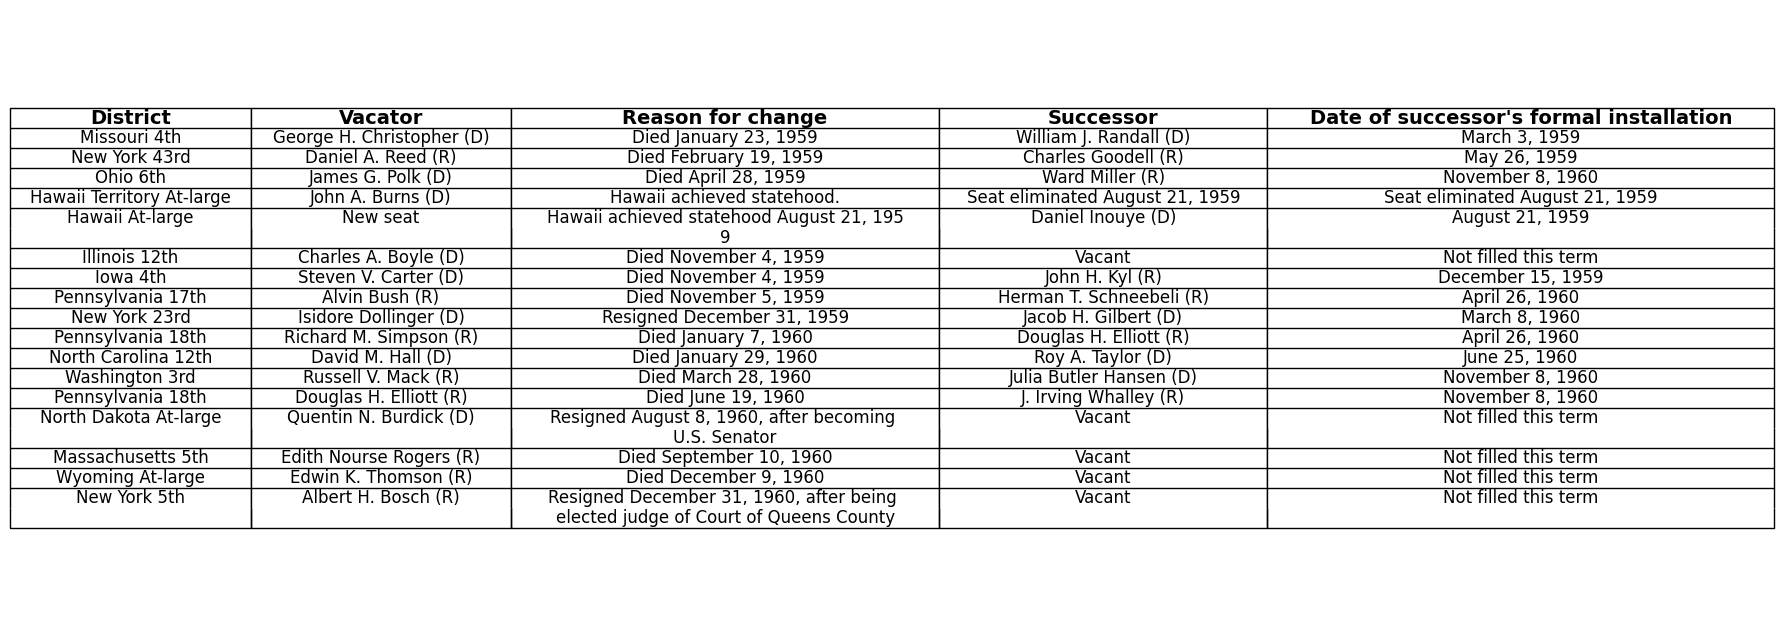 District Vacator Reason for change Successor Date of successor's formal installation
Missouri 4th George H. Christopher (D) Died January 23, 1959 William J. Randall (D) March 3, 1959
New York 43rd Daniel A. Reed (R) Died February 19, 1959 Charles Goodell (R) May 26, 1959
Ohio 6th James G. Polk (D) Died April 28, 1959 Ward Miller (R) November 8, 1960
Hawaii Territory At-large John A. Burns (D) Hawaii achieved statehood. Seat eliminated August 21, 1959 Seat eliminated August 21, 1959
Hawaii At-large New seat Hawaii achieved statehood August 21, 195 Daniel Inouye (D) August 21, 1959
9
Illinois 12th Charles A. Boyle (D) Died November 4, 1959 Vacant Not filled this term
Iowa 4th Steven V. Carter (D) Died November 4, 1959 John H. Kyl (R) December 15, 1959
Pennsylvania 17th Alvin Bush (R) Died November 5, 1959 Herman T. Schneebeli (R) April 26, 1960
New York 23rd Isidore Dollinger (D) Resigned December 31, 1959 Jacob H. Gilbert (D) March 8, 1960
Pennsylvania 18th Richard M. Simpson (R) Died January 7, 1960 Douglas H. Elliott (R) April 26, 1960
North Carolina 12th David M. Hall (D) Died January 29, 1960 Roy A. Taylor (D) June 25, 1960
Washington 3rd Russell V. Mack (R) Died March 28, 1960 Julia Butler Hansen (D) November 8, 1960
Pennsylvania 18th Douglas H. Elliott (R) Died June 19, 1960 J. Irving Whalley (R) November 8, 1960
North Dakota At-large Quentin N. Burdick (D) Resigned August 8, 1960, after becoming Vacant Not filled this term
U.S. Senator
Massachusetts 5th Edith Nourse Rogers (R) Died September 10, 1960 Vacant Not filled this term
Wyoming At-large Edwin K. Thomson (R) Died December 9, 1960 Vacant Not filled this term
New York 5th Albert H. Bosch (R) Resigned December 31, 1960, after being Vacant Not filled this term
elected judge of Court of Queens County